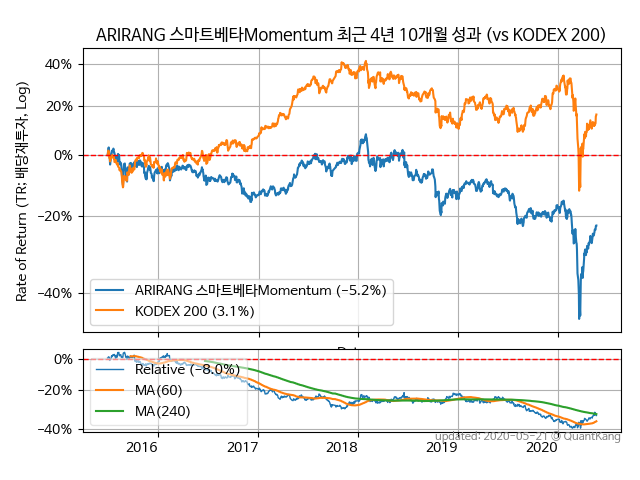 ARIRANG 스마트베타Momentum 최근 4년 10개월 성과 (vs KODEX 200)
Rate of Return (TR: 배당재투자, Log)
40%
20%
0%
−20%
−40%
ARIRANG 스마트베타Momentum (−5.2%)
KODEX 200 (3.1%)
0%
−20%
−40%
Relative (−8.0%)
MA(60)
MA(240)
2016 2017 2018 2019 2020
updated: 2020-05-21 © QuantKang